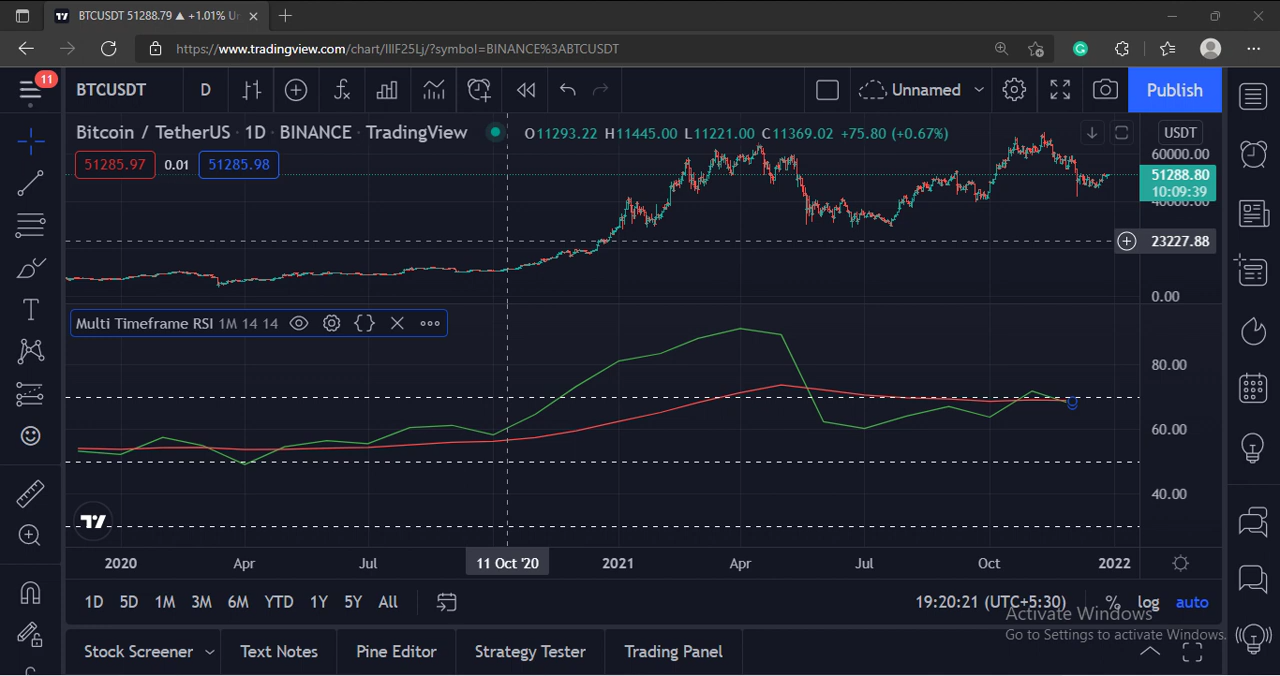 BTCUSDT 51288.79 ▲ +1.01% Un
https://www.tradingview.com/chart/IIIF25Lj/?symbol=BINANCE%3ABTCUSDT
11
BTCUSDT D Unnamed Publish
Bitcoin / TetherUS · 1D · BINANCE · TradingView O11293.22 H11445.00 L11221.00 C11369.02 +75.80 (+0.67%) USDT
51285.97 0.01 51285.98
60000.00
51288.80
10:09:39
40000.00
23227.88
0.00
Multi Timeframe RSI 1M 14 14
80.00
60.00
40.00
2020 Apr Jul 11 Oct '20 2021 Apr Jul Oct 2022
1D 5D 1M 3M 6M YTD 1Y 5Y All 19:20:21 (UTC+5:30) % log auto
Activate Windows
Go to Settings to activate Windows.
Stock Screener Text Notes Pine Editor Strategy Tester Trading Panel